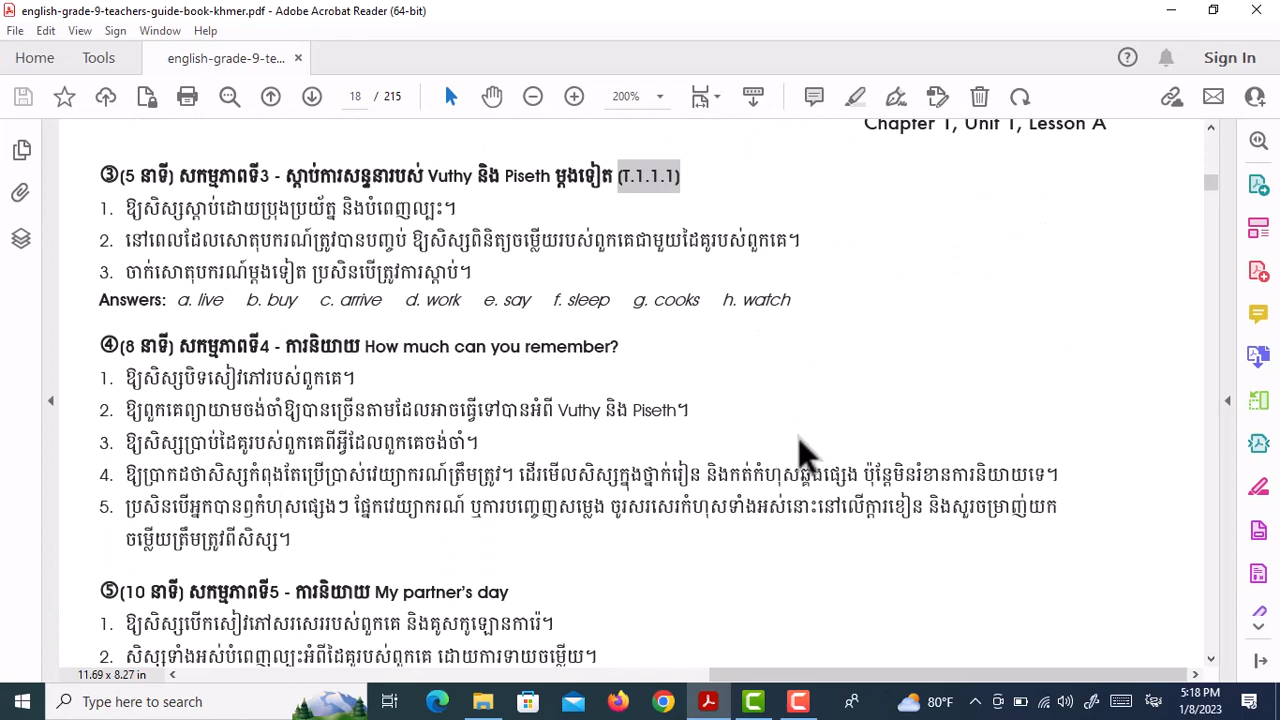 english-grade-9-teachers-guide-book-khmer.pdf - Adobe Acrobat Reader (64-bit)
File Edit View Sign Window Help
Home Tools english-grade-9-te... × Sign In
18 / 215 200%
Chapter 1, Unit 1, Lesson A
③(5 នាទី) សកម្មភាពទី3 - ស្តាប់ការសន្ទនារបស់ Vuthy និង Piseth ម្តងទៀត (T.1.1.1)
1. ឱ្យសិស្សស្តាប់ដោយប្រុងប្រយ័ត្ន និងបំពេញល្បះ។
2. នៅពេលដែលសោតុបករណ៍ត្រូវបានបញ្ចប់ ឱ្យសិស្សពិនិត្យចម្លើយរបស់ពួកគេជាមួយដៃគូរបស់ពួកគេ។
3. ចាក់សោតុបករណ៍ម្តងទៀត ប្រសិនបើត្រូវការស្តាប់។
Answers: a. live b. buy c. arrive d. work e. say f. sleep g. cooks h. watch
④(8 នាទី) សកម្មភាពទី4 - ការនិយាយ How much can you remember?
1. ឱ្យសិស្សបិទសៀវភៅរបស់ពួកគេ។
2. ឱ្យពួកគេព្យាយាមចង់ចាំឱ្យបានច្រើនតាមដែលអាចធ្វើទៅបានអំពី Vuthy និង Piseth។
3. ឱ្យសិស្សប្រាប់ដៃគូរបស់ពួកគេពីអ្វីដែលពួកគេចង់ចាំ។
4. ឱ្យប្រាកដថាសិស្សកំពុងតែប្រើប្រាស់វេយ្យាករណ៍ត្រឹមត្រូវ។ ដើរមើលសិស្សក្នុងថ្នាក់រៀន និងកត់កំហុសឆ្គងផ្សេង ប៉ុន្តែមិនរំខានការនិយាយទេ។
5. ប្រសិនបើអ្នកបានឭកំហុសផ្សេងៗ ផ្នែកវេយ្យាករណ៍ ឬការបញ្ចេញសម្លេង ចូរសរសេរកំហុសទាំងអស់នោះនៅលើក្តារខៀន និងសួរចម្រាញ់យក
ចម្លើយត្រឹមត្រូវពីសិស្ស។
⑤(10 នាទី) សកម្មភាពទី5 - ការនិយាយ My partner's day
1. ឱ្យសិស្សបើកសៀវភៅសរសេររបស់ពួកគេ និងគូសកូឡោនការ៉េ។
2. សិស្សទាំងអស់បំពេញល្បះអំពីដៃគូរបស់ពួកគេ ដោយការទាយចម្លើយ។
11.69 x 8.27 in
Type here to search 80°F 5:18 PM
1/8/2023